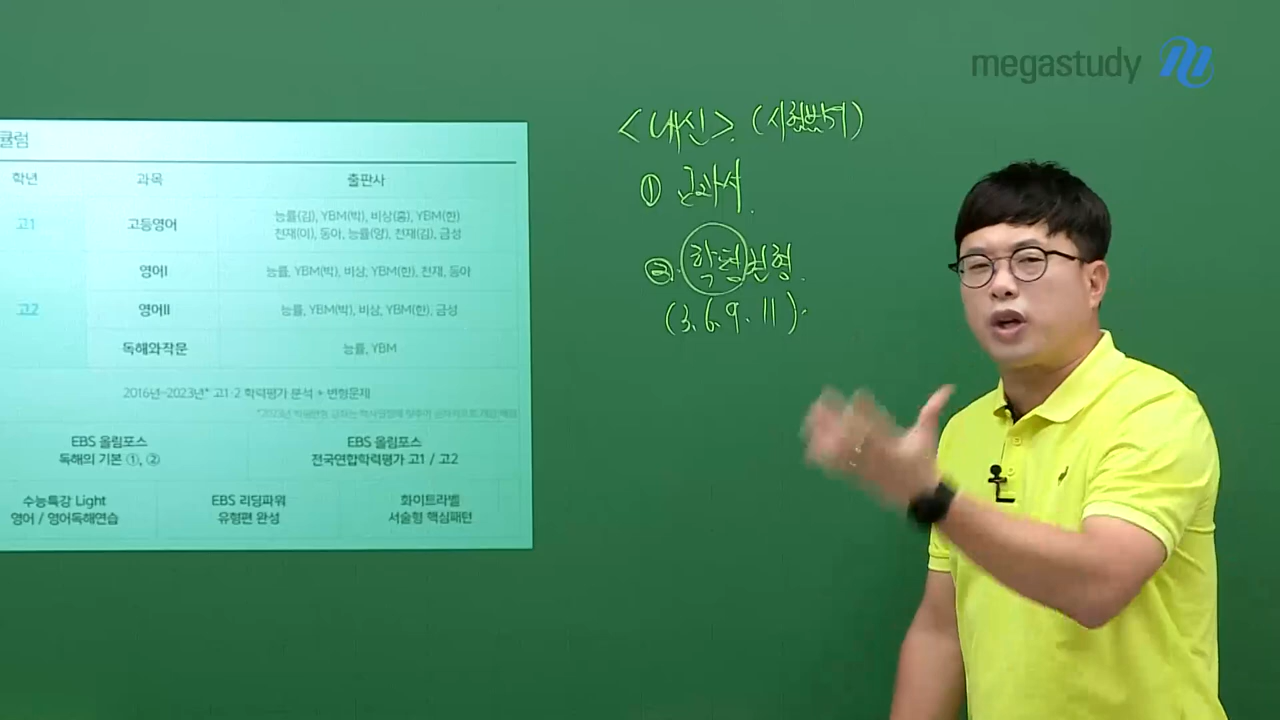 megastudy
큘럼
학년 과목 출판사
고1 고등영어 능률(김), YBM(박), 비상(홍), YBM(한)
천재(이), 동아, 능률(양), 천재(김), 금성
영어I 능률, YBM(박), 비상, YBM(한), 천재, 동아
고2 영어II 능률, YBM(박), 비상, YBM(한), 금성
독해와작문 능률, YBM
2016년~2023년* 고1·2 학력평가 분석 + 변형문제
EBS 올림포스
독해의 기본 ①, ②
EBS 올림포스
전국연합학력평가 고1 / 고2
수능특강 Light
영어 / 영어독해연습
EBS 리딩파워
유형편 완성
화이트라벨
서술형 핵심패턴
<내신> (시험범위)
① 교과서.
②. 학평변형.
(3. 6. 9. 11).